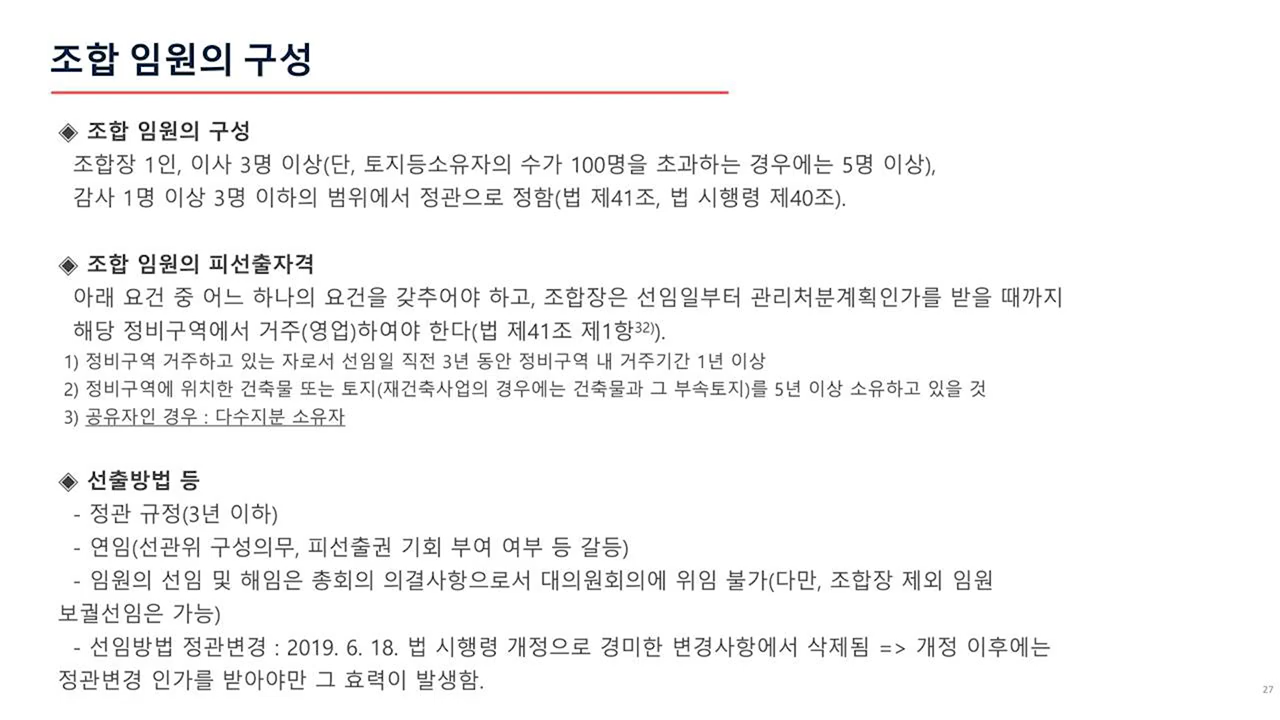 조합 임원의 구성
◈ 조합 임원의 구성
조합장 1인, 이사 3명 이상(단, 토지등소유자의 수가 100명을 초과하는 경우에는 5명 이상),
감사 1명 이상 3명 이하의 범위에서 정관으로 정함(법 제41조, 법 시행령 제40조).
◈ 조합 임원의 피선출자격
아래 요건 중 어느 하나의 요건을 갖추어야 하고, 조합장은 선임일부터 관리처분계획인가를 받을 때까지
해당 정비구역에서 거주(영업)하여야 한다(법 제41조 제1항32)).
1) 정비구역 거주하고 있는 자로서 선임일 직전 3년 동안 정비구역 내 거주기간 1년 이상
2) 정비구역에 위치한 건축물 또는 토지(재건축사업의 경우에는 건축물과 그 부속토지)를 5년 이상 소유하고 있을 것
3) 공유자인 경우 : 다수지분 소유자
◈ 선출방법 등
- 정관 규정(3년 이하)
- 연임(선관위 구성의무, 피선출권 기회 부여 여부 등 갈등)
- 임원의 선임 및 해임은 총회의 의결사항으로서 대의원회의에 위임 불가(다만, 조합장 제외 임원
보궐선임은 가능)
- 선임방법 정관변경 : 2019. 6. 18. 법 시행령 개정으로 경미한 변경사항에서 삭제됨 => 개정 이후에는
정관변경 인가를 받아야만 그 효력이 발생함.
27